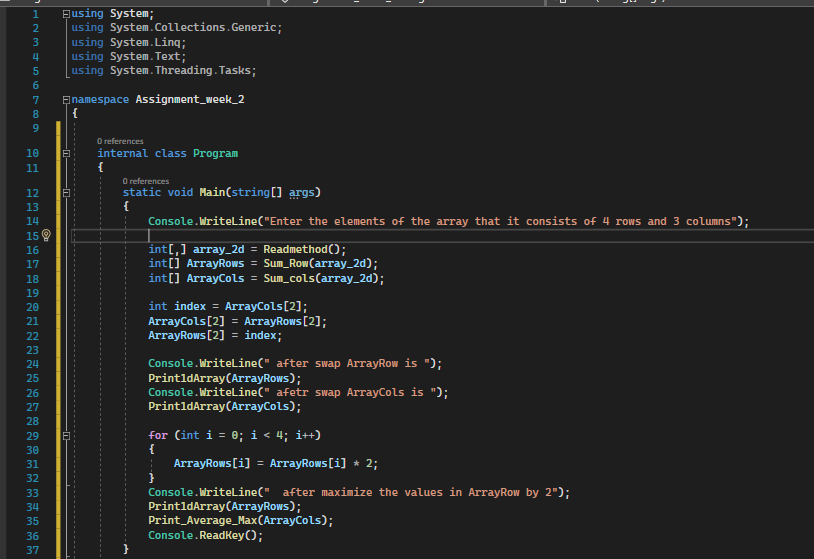 1 using System;
2 using System.Collections.Generic;
3 using System.Linq;
4 using System.Text;
5 using System.Threading.Tasks;
6
7 namespace Assignment_week_2
8 {
9
0 references
10 internal class Program
11 {
0 references
12 static void Main(string[] args)
13 {
14 Console.WriteLine("Enter the elements of the array that it consists of 4 rows and 3 columns");
15
16 int[,] array_2d = Readmethod();
17 int[] ArrayRows = Sum_Row(array_2d);
18 int[] ArrayCols = Sum_cols(array_2d);
19
20 int index = ArrayCols[2];
21 ArrayCols[2] = ArrayRows[2];
22 ArrayRows[2] = index;
23
24 Console.WriteLine(" after swap ArrayRow is ");
25 Print1dArray(ArrayRows);
26 Console.WriteLine(" afetr swap ArrayCols is ");
27 Print1dArray(ArrayCols);
28
29 for (int i = 0; i < 4; i++)
30 {
31 ArrayRows[i] = ArrayRows[i] * 2;
32 }
33 Console.WriteLine("  after maximize the values in ArrayRow by 2");
34 Print1dArray(ArrayRows);
35 Print_Average_Max(ArrayCols);
36 Console.ReadKey();
37 }